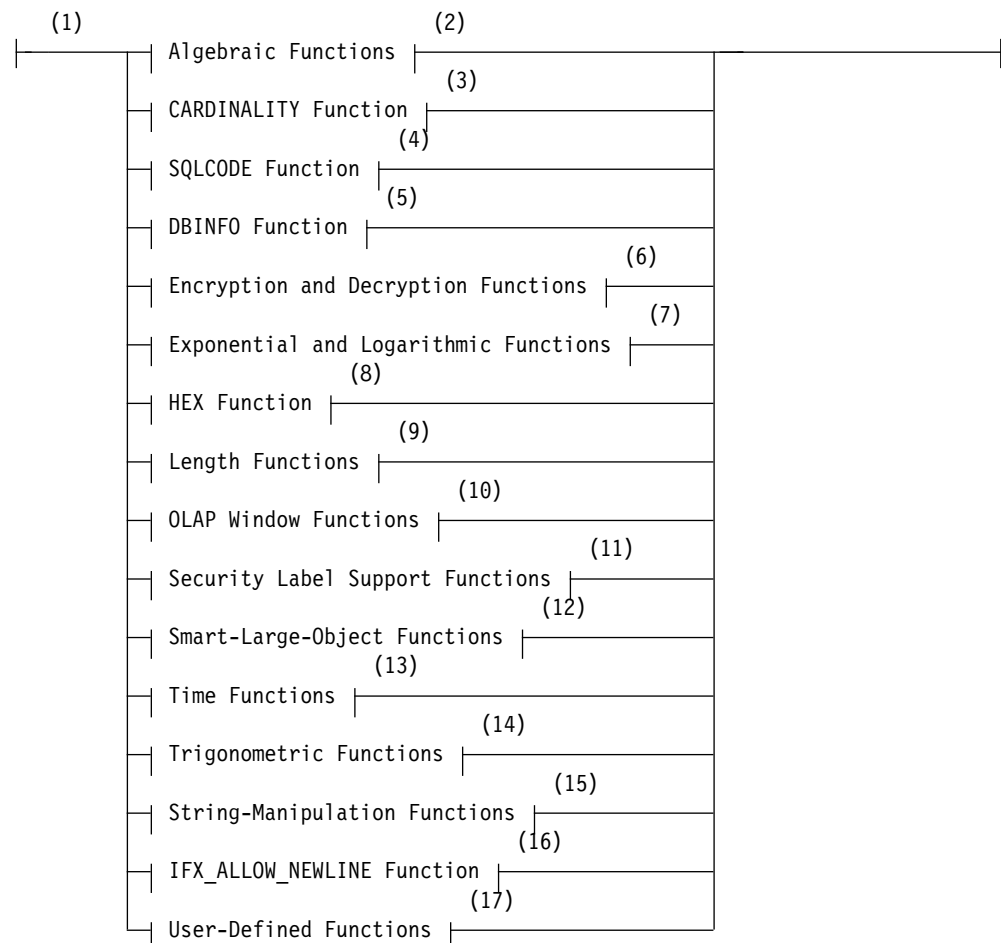 (1)
(2)
Algebraic Functions
(3)
CARDINALITY Function
(4)
SQLCODE Function
(5)
DBINFO Function
(6)
Encryption and Decryption Functions
(7)
Exponential and Logarithmic Functions
(8)
HEX Function
(9)
Length Functions
(10)
OLAP Window Functions
(11)
Security Label Support Functions
(12)
Smart-Large-Object Functions
(13)
Time Functions
(14)
Trigonometric Functions
(15)
String-Manipulation Functions
(16)
IFX_ALLOW_NEWLINE Function
(17)
User-Defined Functions